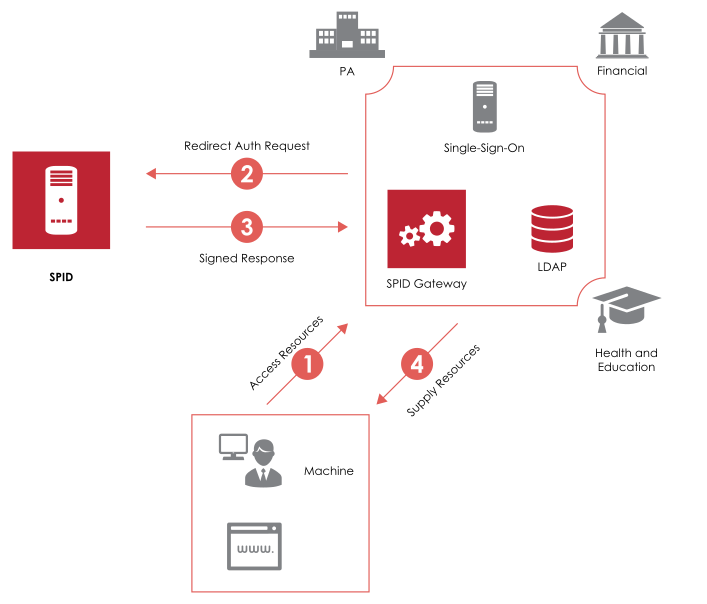 PA
Financial
Single-Sign-On
Redirect Auth Request
2
3
Signed Response
SPID
SPID Gateway
LDAP
Health and
Education
Access Resources
1
4
Supply Resources
Machine
www.